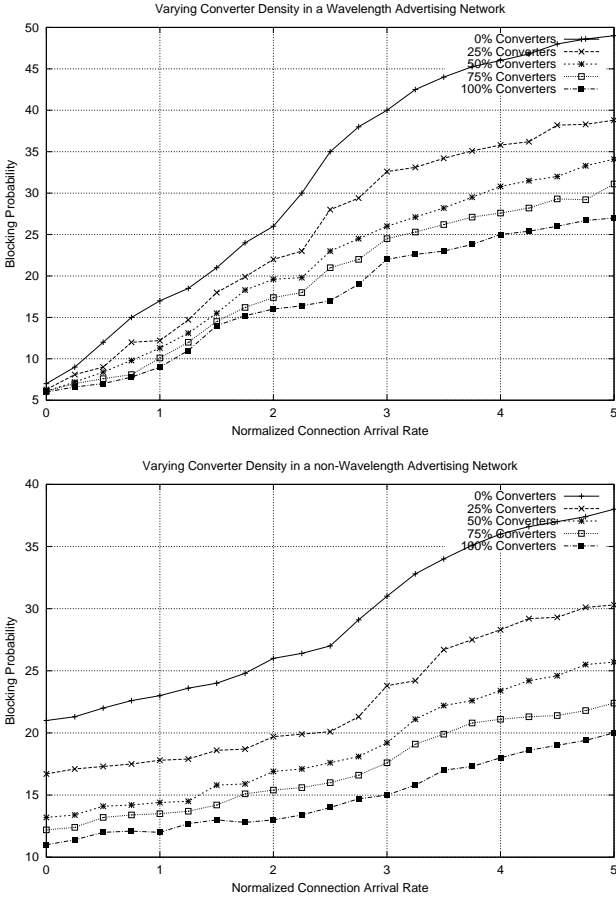 Varying Converter Density in a Wavelength Advertising Network
50
45
40
35
30
25
20
15
10
5
0 1 2 3 4 5
Blocking Probability
Normalized Connection Arrival Rate
0% Converters
25% Converters
50% Converters
75% Converters
100% Converters
Varying Converter Density in a non-Wavelength Advertising Network
40
35
30
25
20
15
10
0 1 2 3 4 5
Blocking Probability
Normalized Connection Arrival Rate
0% Converters
25% Converters
50% Converters
75% Converters
100% Converters